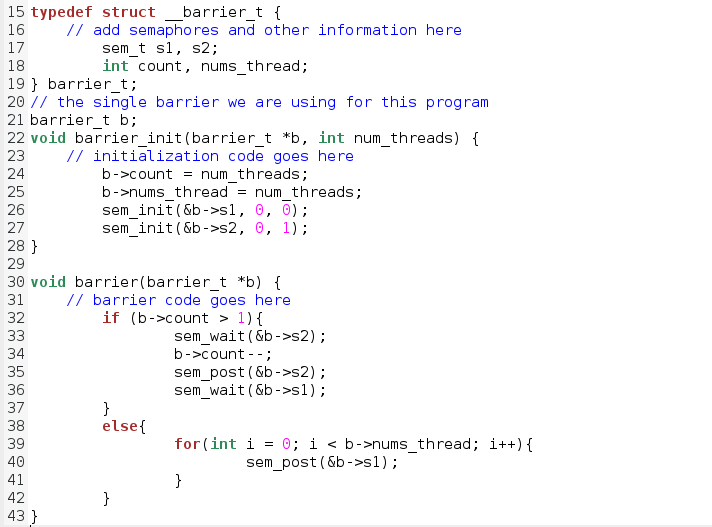 15 typedef struct __barrier_t {
16     // add semaphores and other information here
17         sem_t s1, s2;
18         int count, nums_thread;
19 } barrier_t;
20 // the single barrier we are using for this program
21 barrier_t b;
22 void barrier_init(barrier_t *b, int num_threads) {
23     // initialization code goes here
24         b->count = num_threads;
25         b->nums_thread = num_threads;
26         sem_init(&b->s1, 0, 0);
27         sem_init(&b->s2, 0, 1);
28 }
29
30 void barrier(barrier_t *b) {
31     // barrier code goes here
32         if (b->count > 1){
33                 sem_wait(&b->s2);
34                 b->count--;
35                 sem_post(&b->s2);
36                 sem_wait(&b->s1);
37         }
38         else{
39                 for(int i = 0; i < b->nums_thread; i++){
40                         sem_post(&b->s1);
41                 }
42         }
43 }